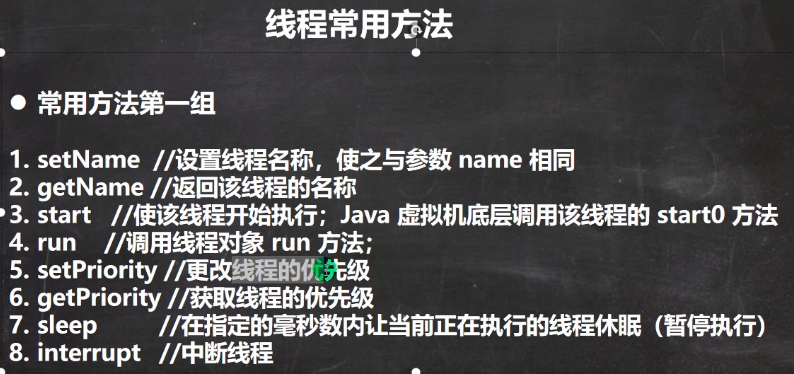 线程常用方法
● 常用方法第一组
1. setName //设置线程名称，使之与参数 name 相同
2. getName //返回该线程的名称
3. start //使该线程开始执行；Java 虚拟机底层调用该线程的 start0 方法
4. run //调用线程对象 run 方法；
5. setPriority //更改线程的优先级
6. getPriority //获取线程的优先级
7. sleep //在指定的毫秒数内让当前正在执行的线程休眠（暂停执行）
8. interrupt //中断线程